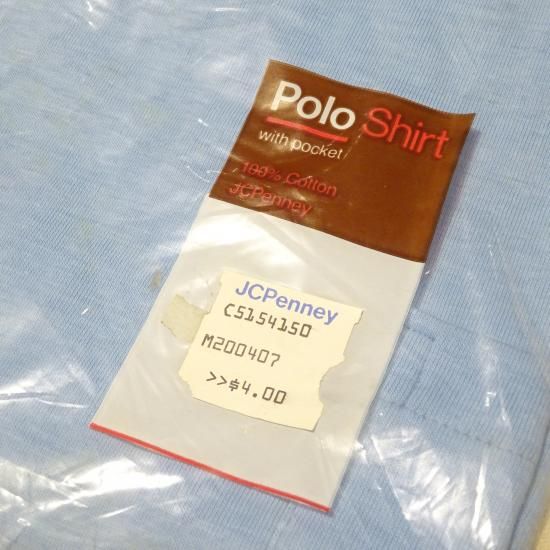 Polo Shirt
with pocket
100% Cotton
JCPenney
JCPenney
C5154150
M200407
>>$4.00